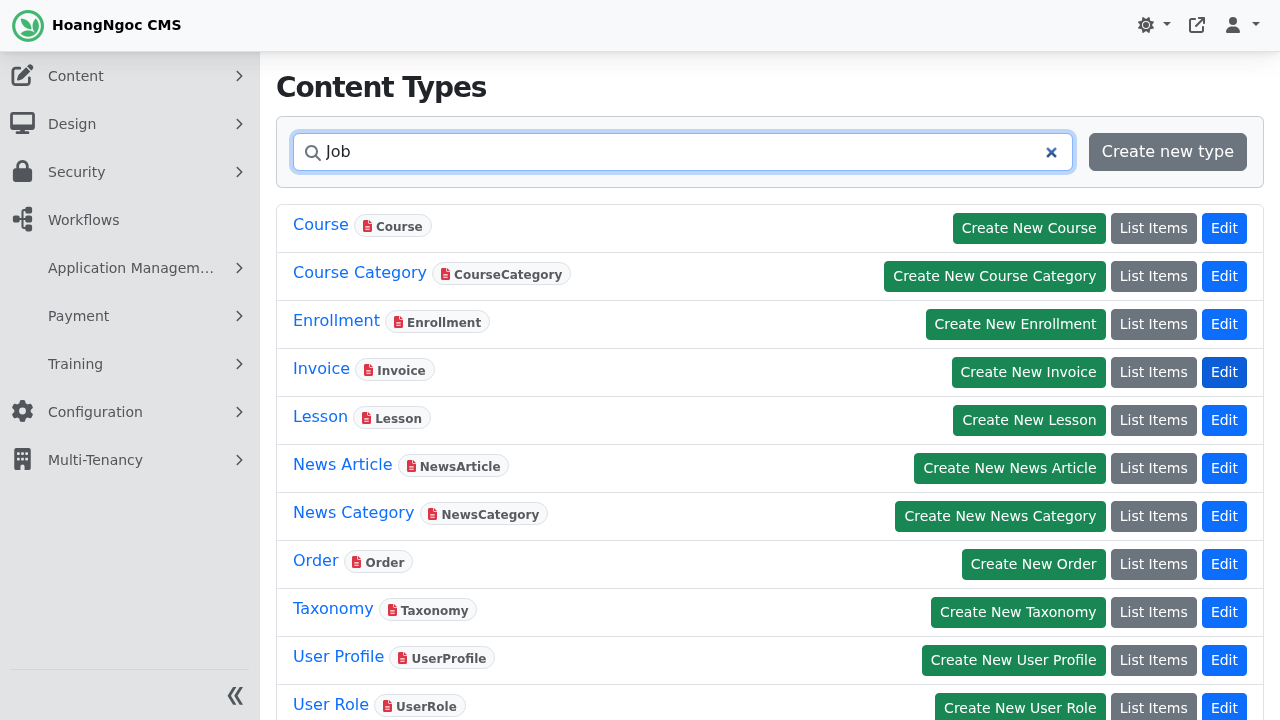 HoangNgoc CMS
Content
Design
Security
Workflows
Application Managem…
Payment
Training
Configuration
Multi-Tenancy
Content Types
Job
Create new type
Course Course Create New Course List Items Edit
Course Category CourseCategory Create New Course Category List Items Edit
Enrollment Enrollment Create New Enrollment List Items Edit
Invoice Invoice Create New Invoice List Items Edit
Lesson Lesson Create New Lesson List Items Edit
News Article NewsArticle Create New News Article List Items Edit
News Category NewsCategory Create New News Category List Items Edit
Order Order Create New Order List Items Edit
Taxonomy Taxonomy Create New Taxonomy List Items Edit
User Profile UserProfile Create New User Profile List Items Edit
User Role UserRole Create New User Role List Items Edit